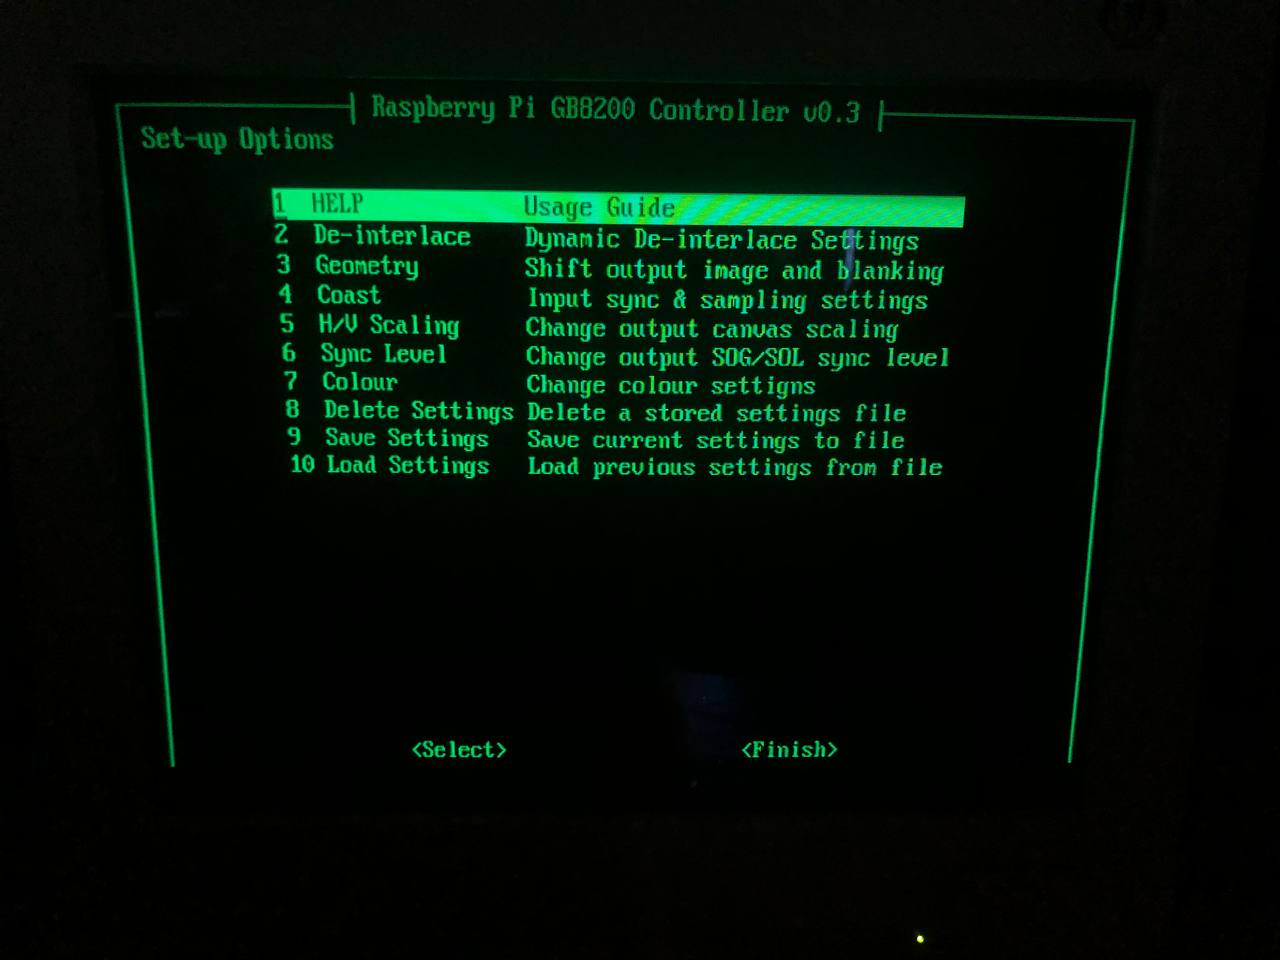 Raspberry Pi GB8200 Controller v0.3
Set-up Options
1 HELP Usage Guide
2 De-interlace Dynamic De-interlace Settings
3 Geometry Shift output image and blanking
4 Coast Input sync & sampling settings
5 H/V Scaling Change output canvas scaling
6 Sync Level Change output SOG/SOL sync level
7 Colour Change colour settigns
8 Delete Settings Delete a stored settings file
9 Save Settings Save current settings to file
10 Load Settings Load previous settings from file
<Select> <Finish>